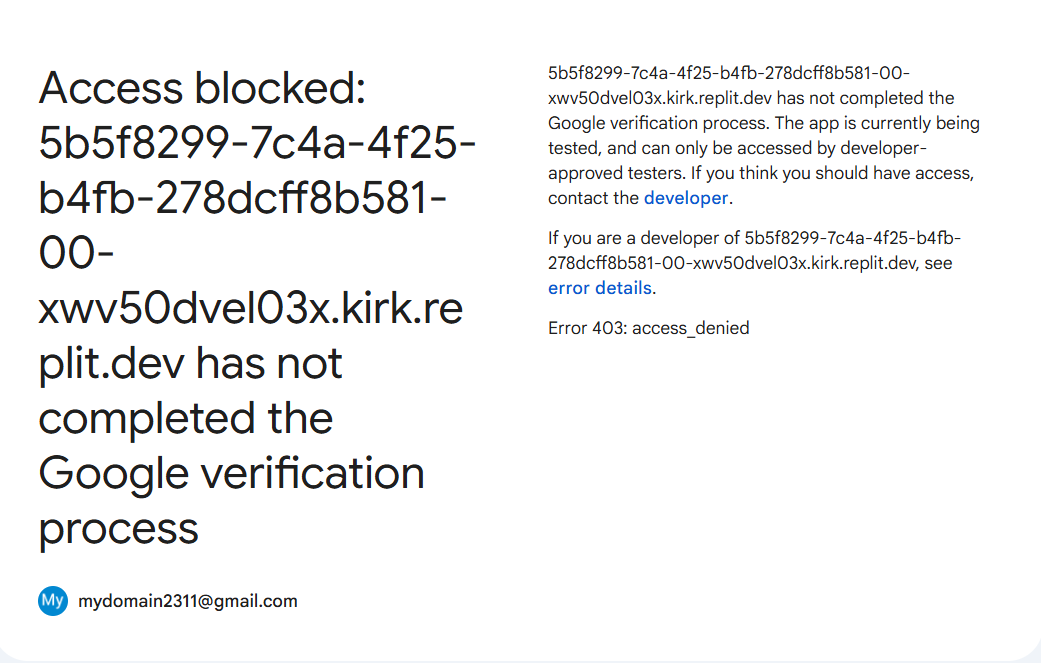 Access blocked:
5b5f8299-7c4a-4f25-
b4fb-278dcff8b581-
00-
xwv50dvel03x.kirk.re
plit.dev has not
completed the
Google verification
process
My mydomain2311@gmail.com
5b5f8299-7c4a-4f25-b4fb-278dcff8b581-00-
xwv50dvel03x.kirk.replit.dev has not completed the
Google verification process. The app is currently being
tested, and can only be accessed by developer-
approved testers. If you think you should have access,
contact the developer.
If you are a developer of 5b5f8299-7c4a-4f25-b4fb-
278dcff8b581-00-xwv50dvel03x.kirk.replit.dev, see
error details.
Error 403: access_denied